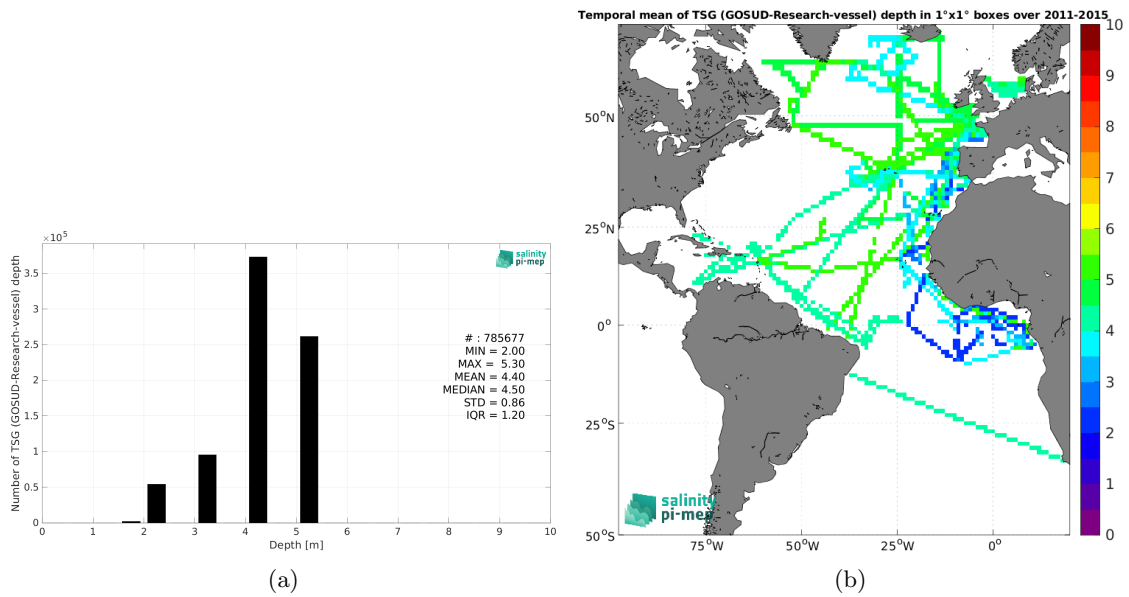 Temporal mean of TSG (GOSUD-Research-vessel) depth in 1°x1° boxes over 2011-2015
×10⁵
Number of TSG (GOSUD-Research-vessel) depth
3.5
3
2.5
2
1.5
1
0.5
0
salinity
pi-mep
# : 785677
MIN = 2.00
MAX = 5.30
MEAN = 4.40
MEDIAN = 4.50
STD = 0.86
IQR = 1.20
0 1 2 3 4 5 6 7 8 9 10
Depth [m]
(a)
50°N
25°N
0°
25°S
50°S
salinity
pi-mep
75°W 50°W 25°W 0°
10
9
8
7
6
5
4
3
2
1
0
(b)